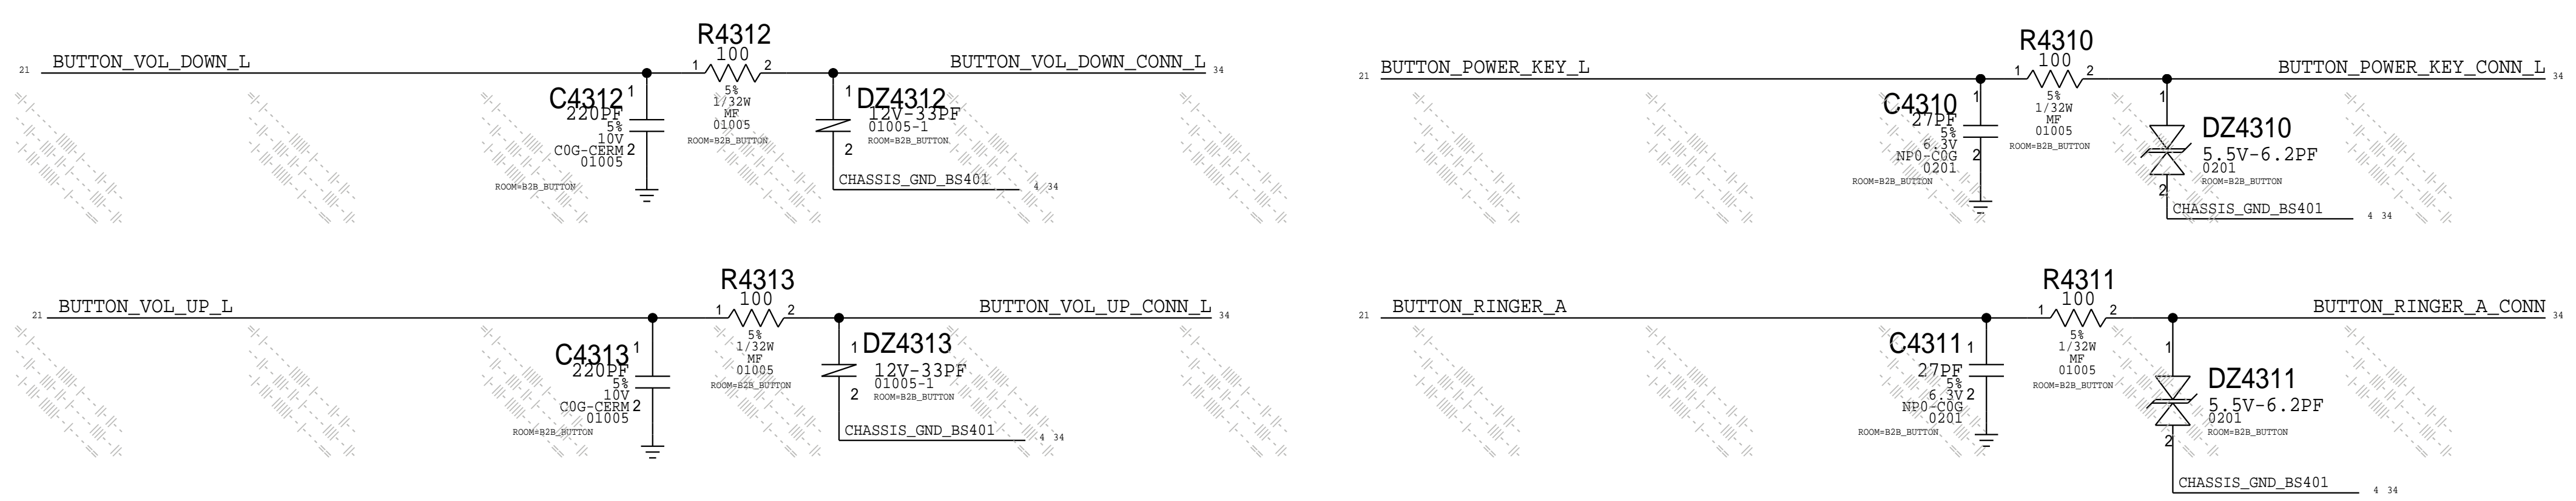 R4312
100
21
BUTTON_VOL_DOWN_L
1
2
BUTTON_VOL_DOWN_CONN_L
34
C4312
220PF
5%
10V
C0G-CERM
01005
ROOM=B2B_BUTTON
1
2
5%
1/32W
MF
01005
ROOM=B2B_BUTTON
1
2
DZ4312
12V-33PF
01005-1
ROOM=B2B_BUTTON
CHASSIS_GND_BS401
4 34
R4310
100
21
BUTTON_POWER_KEY_L
1
2
BUTTON_POWER_KEY_CONN_L
34
C4310
27PF
5%
6.3V
NP0-C0G
0201
ROOM=B2B_BUTTON
1
2
5%
1/32W
MF
01005
ROOM=B2B_BUTTON
1
2
DZ4310
5.5V-6.2PF
0201
ROOM=B2B_BUTTON
CHASSIS_GND_BS401
4 34
R4313
100
21
BUTTON_VOL_UP_L
1
2
BUTTON_VOL_UP_CONN_L
34
C4313
220PF
5%
10V
C0G-CERM
01005
ROOM=B2B_BUTTON
1
2
5%
1/32W
MF
01005
ROOM=B2B_BUTTON
1
2
DZ4313
12V-33PF
01005-1
ROOM=B2B_BUTTON
CHASSIS_GND_BS401
4 34
R4311
100
21
BUTTON_RINGER_A
1
2
BUTTON_RINGER_A_CONN
34
C4311
27PF
5%
6.3V
NP0-C0G
0201
ROOM=B2B_BUTTON
1
2
5%
1/32W
MF
01005
ROOM=B2B_BUTTON
1
2
DZ4311
5.5V-6.2PF
0201
ROOM=B2B_BUTTON
CHASSIS_GND_BS401
4 34